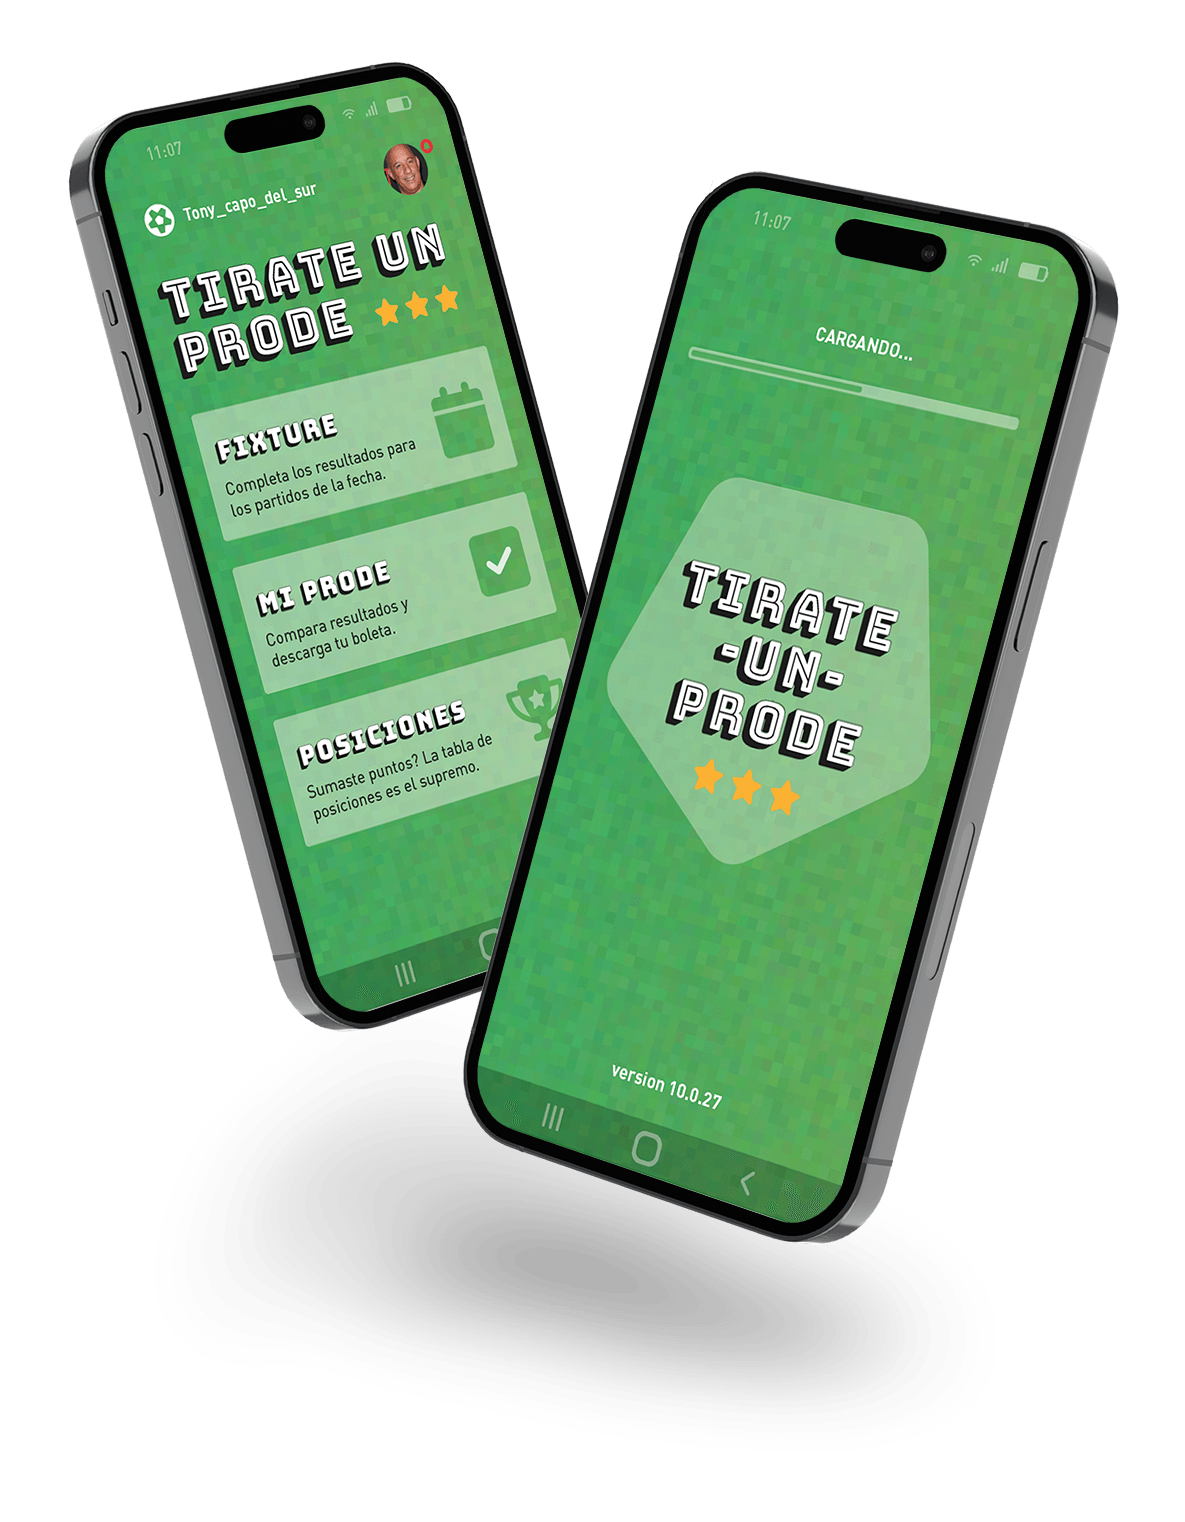 11:07
Tony_capo_del_sur
TIRATE UN
PRODE
FIXTURE
Completa los resultados para
los partidos de la fecha.
MI PRODE
Compara resultados y
descarga tu boleta.
POSICIONES
Sumaste puntos? La tabla de
posiciones es el supremo.
11:07
CARGANDO...
TIRATE
-UN-
PRODE
version 10.0.27